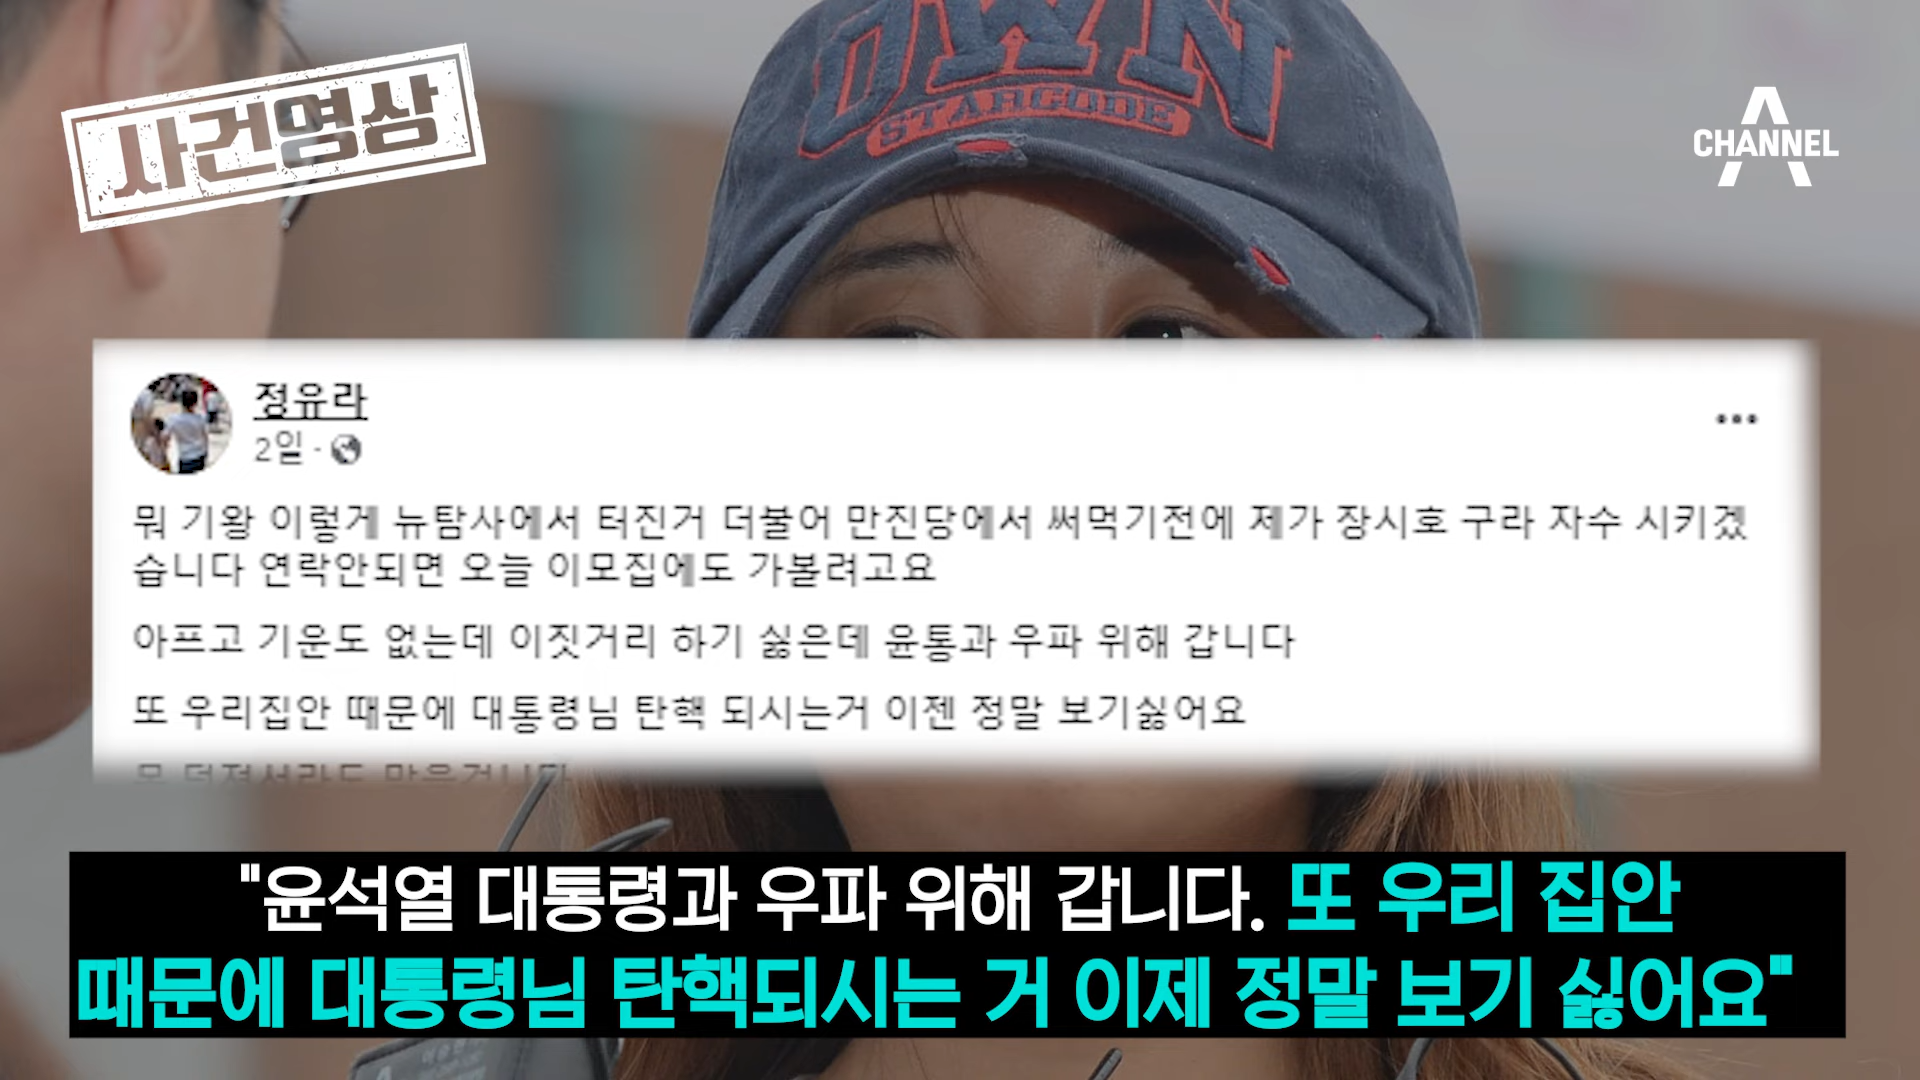 사건영상
OWN
STARCODE
CHANNEL A
정유라
2일 ·
뭐 기왕 이렇게 뉴탐사에서 터진거 더불어 만진당에서 써먹기전에 제가 장시호 구라 자수 시키겠
습니다 연락안되면 오늘 이모집에도 가볼려고요
아프고 기운도 없는데 이짓거리 하기 싫은데 윤통과 우파 위해 갑니다
또 우리집안 때문에 대통령님 탄핵 되시는거 이젠 정말 보기싫어요
"윤석열 대통령과 우파 위해 갑니다. 또 우리 집안
때문에 대통령님 탄핵되시는 거 이제 정말 보기 싫어요"